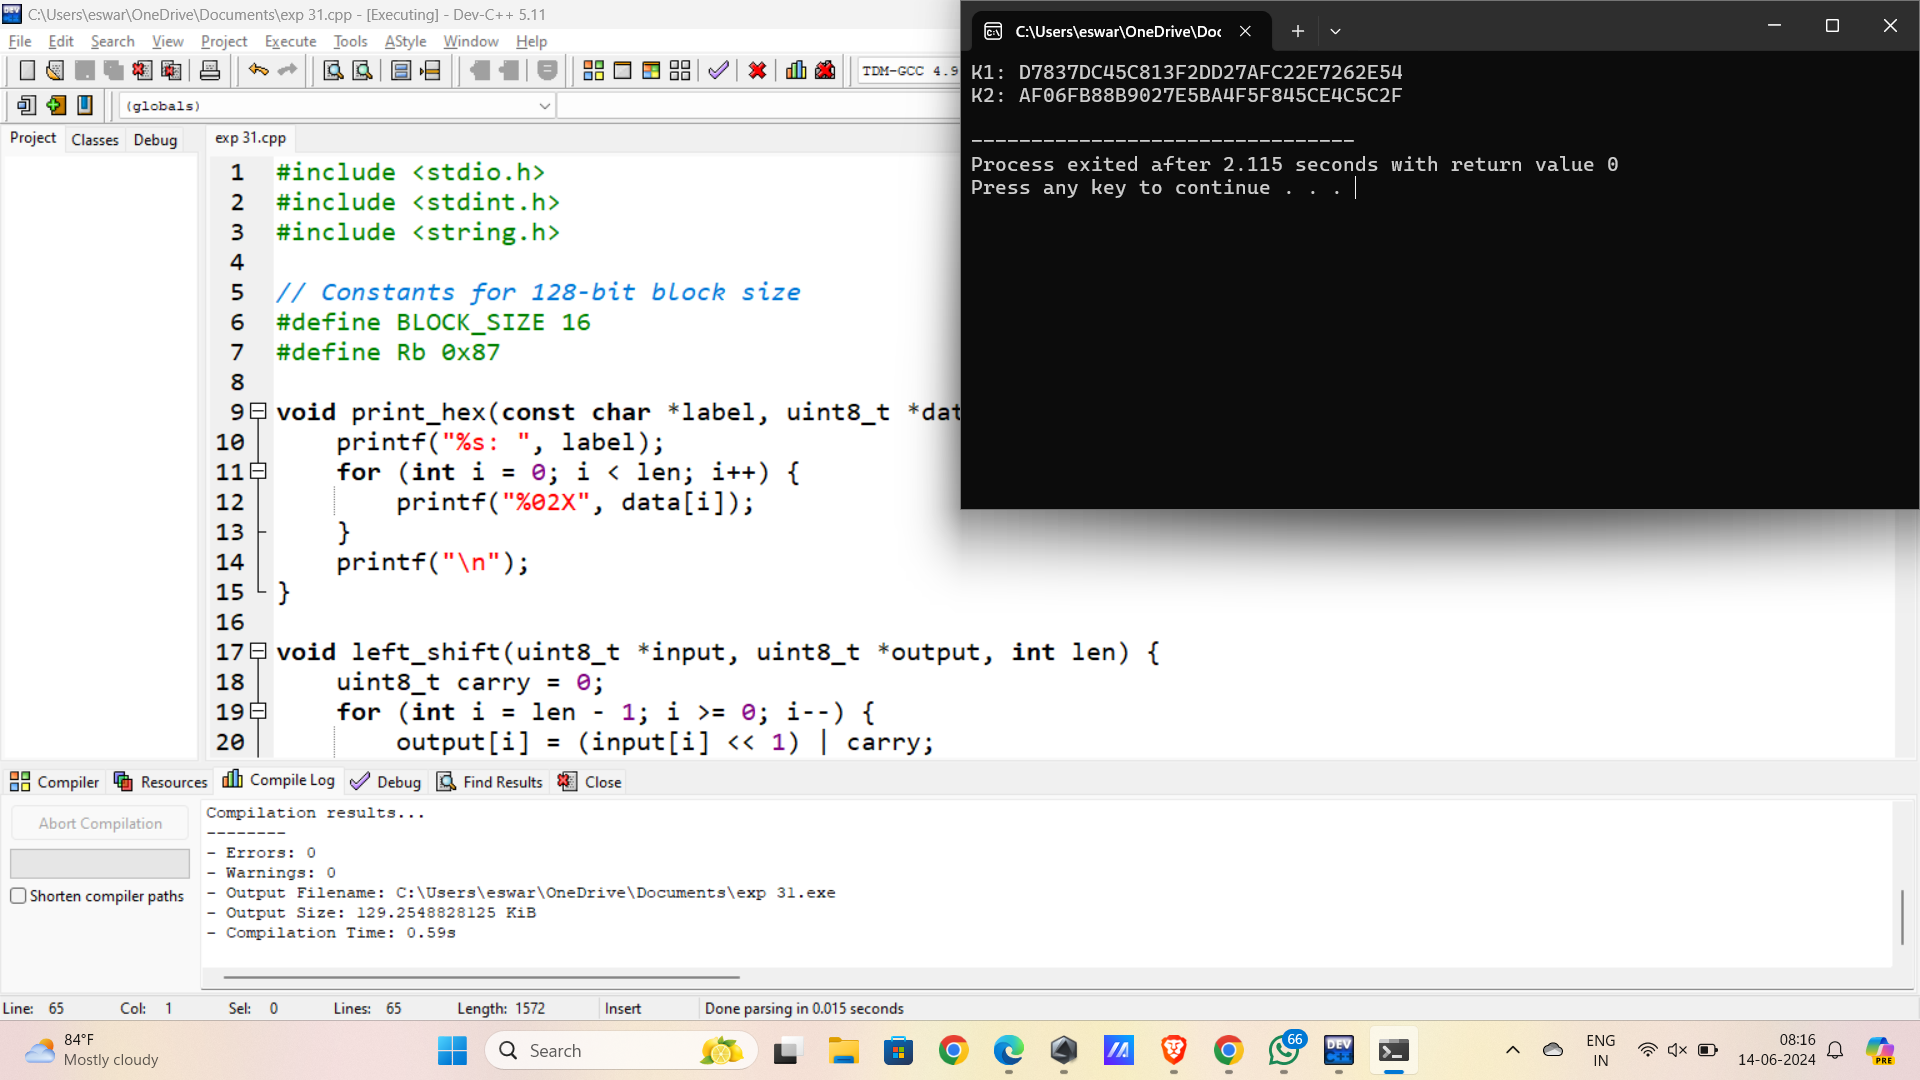 C:\Users\eswar\OneDrive\Documents\exp 31.cpp - [Executing] - Dev-C++ 5.11
File Edit Search View Project Execute Tools AStyle Window Help
TDM-GCC 4.9
(globals)
Project Classes Debug
exp 31.cpp
1 #include <stdio.h>
2 #include <stdint.h>
3 #include <string.h>
4
5 // Constants for 128-bit block size
6 #define BLOCK_SIZE 16
7 #define Rb 0x87
8
9 void print_hex(const char *label, uint8_t *dat
10 printf("%s: ", label);
11 for (int i = 0; i < len; i++) {
12 printf("%02X", data[i]);
13 }
14 printf("\n");
15 }
16
17 void left_shift(uint8_t *input, uint8_t *output, int len) {
18 uint8_t carry = 0;
19 for (int i = len - 1; i >= 0; i--) {
20 output[i] = (input[i] << 1) | carry;
C:\Users\eswar\OneDrive\Doc
K1: D7837DC45C813F2DD27AFC22E7262E54
K2: AF06FB88B9027E5BA4F5F845CE4C5C2F
--------------------------------
Process exited after 2.115 seconds with return value 0
Press any key to continue . . .
Compiler Resources Compile Log Debug Find Results Close
Abort Compilation
Shorten compiler paths
Compilation results...
--------
- Errors: 0
- Warnings: 0
- Output Filename: C:\Users\eswar\OneDrive\Documents\exp 31.exe
- Output Size: 129.2548828125 KiB
- Compilation Time: 0.59s
Line: 65 Col: 1 Sel: 0 Lines: 65 Length: 1572 Insert Done parsing in 0.015 seconds
84°F
Mostly cloudy
Search
66
DEV
C++
ENG
IN
08:16
14-06-2024
PRE